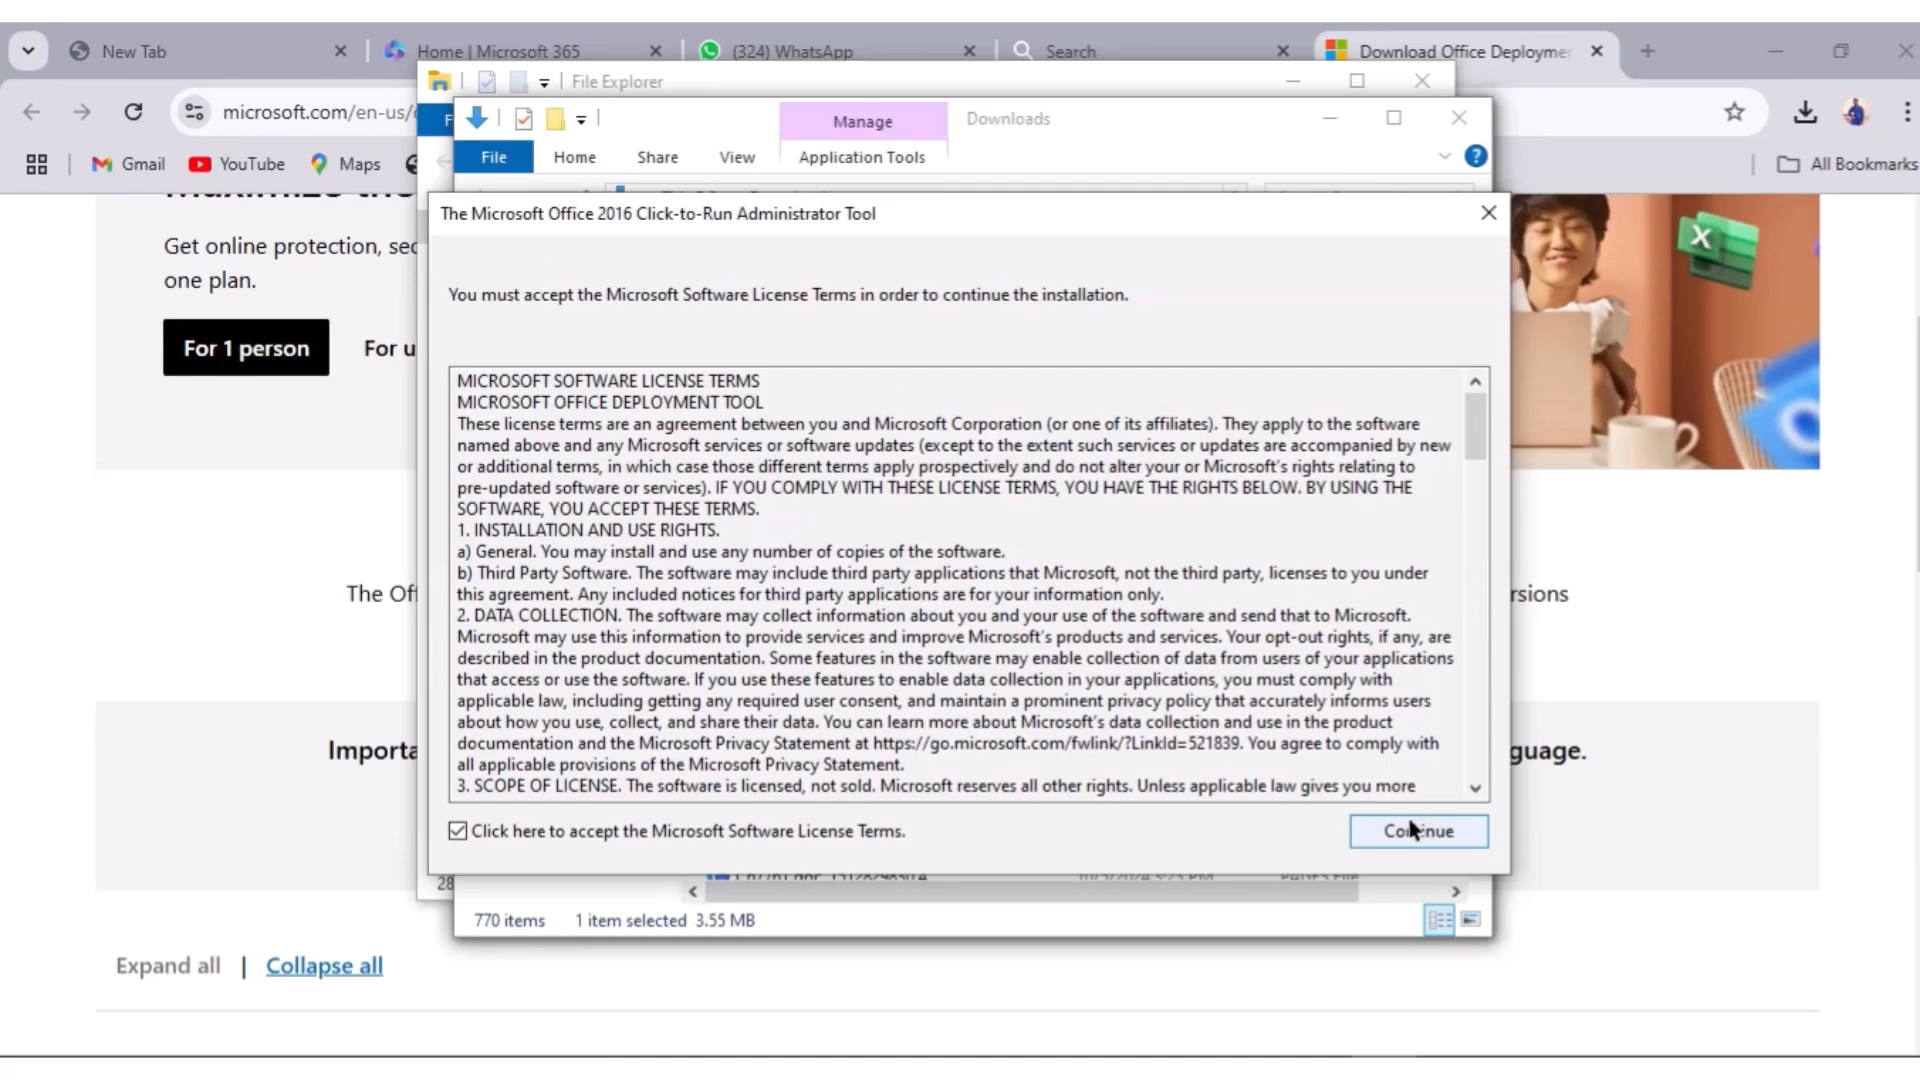 New Tab
Home | Microsoft 365
(324) WhatsApp
Search
Download Office Deployme
File Explorer
microsoft.com/en-us/
Manage
Downloads
Gmail
YouTube
Maps
File
Home
Share
View
Application Tools
All Bookmarks
Get online protection, sec
one plan.
For 1 person
For u
The Microsoft Office 2016 Click-to-Run Administrator Tool
You must accept the Microsoft Software License Terms in order to continue the installation.
MICROSOFT SOFTWARE LICENSE TERMS
MICROSOFT OFFICE DEPLOYMENT TOOL
These license terms are an agreement between you and Microsoft Corporation (or one of its affiliates). They apply to the software
named above and any Microsoft services or software updates (except to the extent such services or updates are accompanied by new
or additional terms, in which case those different terms apply prospectively and do not alter your or Microsoft's rights relating to
pre-updated software or services). IF YOU COMPLY WITH THESE LICENSE TERMS, YOU HAVE THE RIGHTS BELOW. BY USING THE
SOFTWARE, YOU ACCEPT THESE TERMS.
1. INSTALLATION AND USE RIGHTS.
a) General. You may install and use any number of copies of the software.
b) Third Party Software. The software may include third party applications that Microsoft, not the third party, licenses to you under
this agreement. Any included notices for third party applications are for your information only.
2. DATA COLLECTION. The software may collect information about you and your use of the software and send that to Microsoft.
Microsoft may use this information to provide services and improve Microsoft's products and services. Your opt-out rights, if any, are
described in the product documentation. Some features in the software may enable collection of data from users of your applications
that access or use the software. If you use these features to enable data collection in your applications, you must comply with
applicable law, including getting any required user consent, and maintain a prominent privacy policy that accurately informs users
about how you use, collect, and share their data. You can learn more about Microsoft's data collection and use in the product
documentation and the Microsoft Privacy Statement at https://go.microsoft.com/fwlink/?LinkId=521839. You agree to comply with
all applicable provisions of the Microsoft Privacy Statement.
3. SCOPE OF LICENSE. The software is licensed, not sold. Microsoft reserves all other rights. Unless applicable law gives you more
Click here to accept the Microsoft Software License Terms.
Continue
The Of
rsions
Importa
guage.
28
770 items
1 item selected 3.55 MB
Expand all | Collapse all